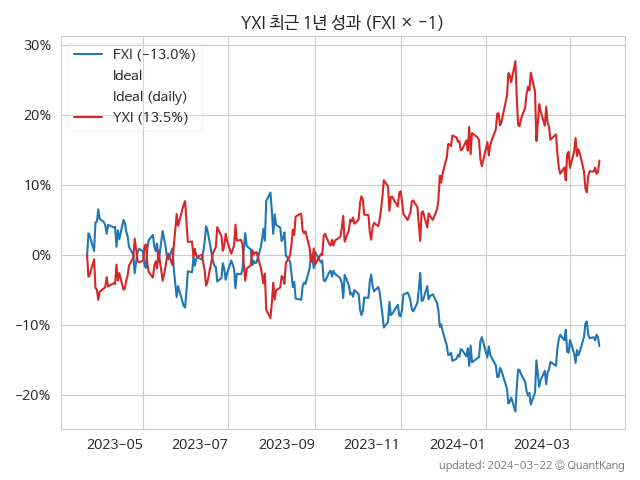 YXI 최근 1년 성과 (FXI × −1)
30%
20%
10%
0%
−10%
−20%
FXI (−13.0%)
Ideal
Ideal (daily)
YXI (13.5%)
2023-05
2023-07
2023-09
2023-11
2024-01
2024-03
updated: 2024-03-22 © QuantKang